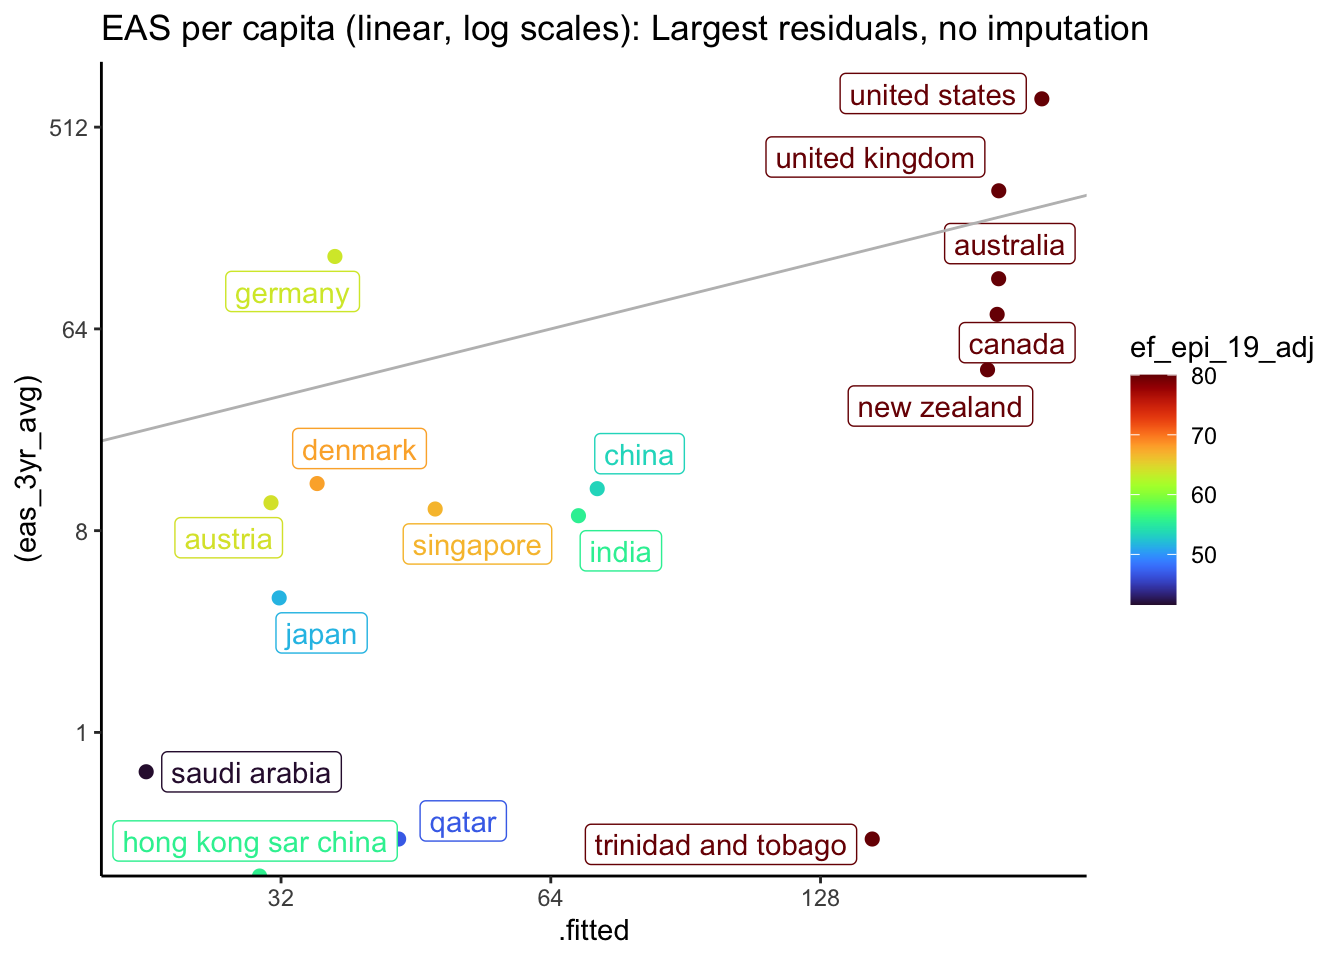 EAS per capita (linear, log scales): Largest residuals, no imputation
united states
512
united kingdom
australia
germany
64
canada
ef_epi_19_adj
80
new zealand
70
denmark
china
60
8
austria
singapore
india
50
japan
(eas_3yr_avg)
1
saudi arabia
qatar
hong kong sar china
trinidad and tobago
32
64
128
.fitted